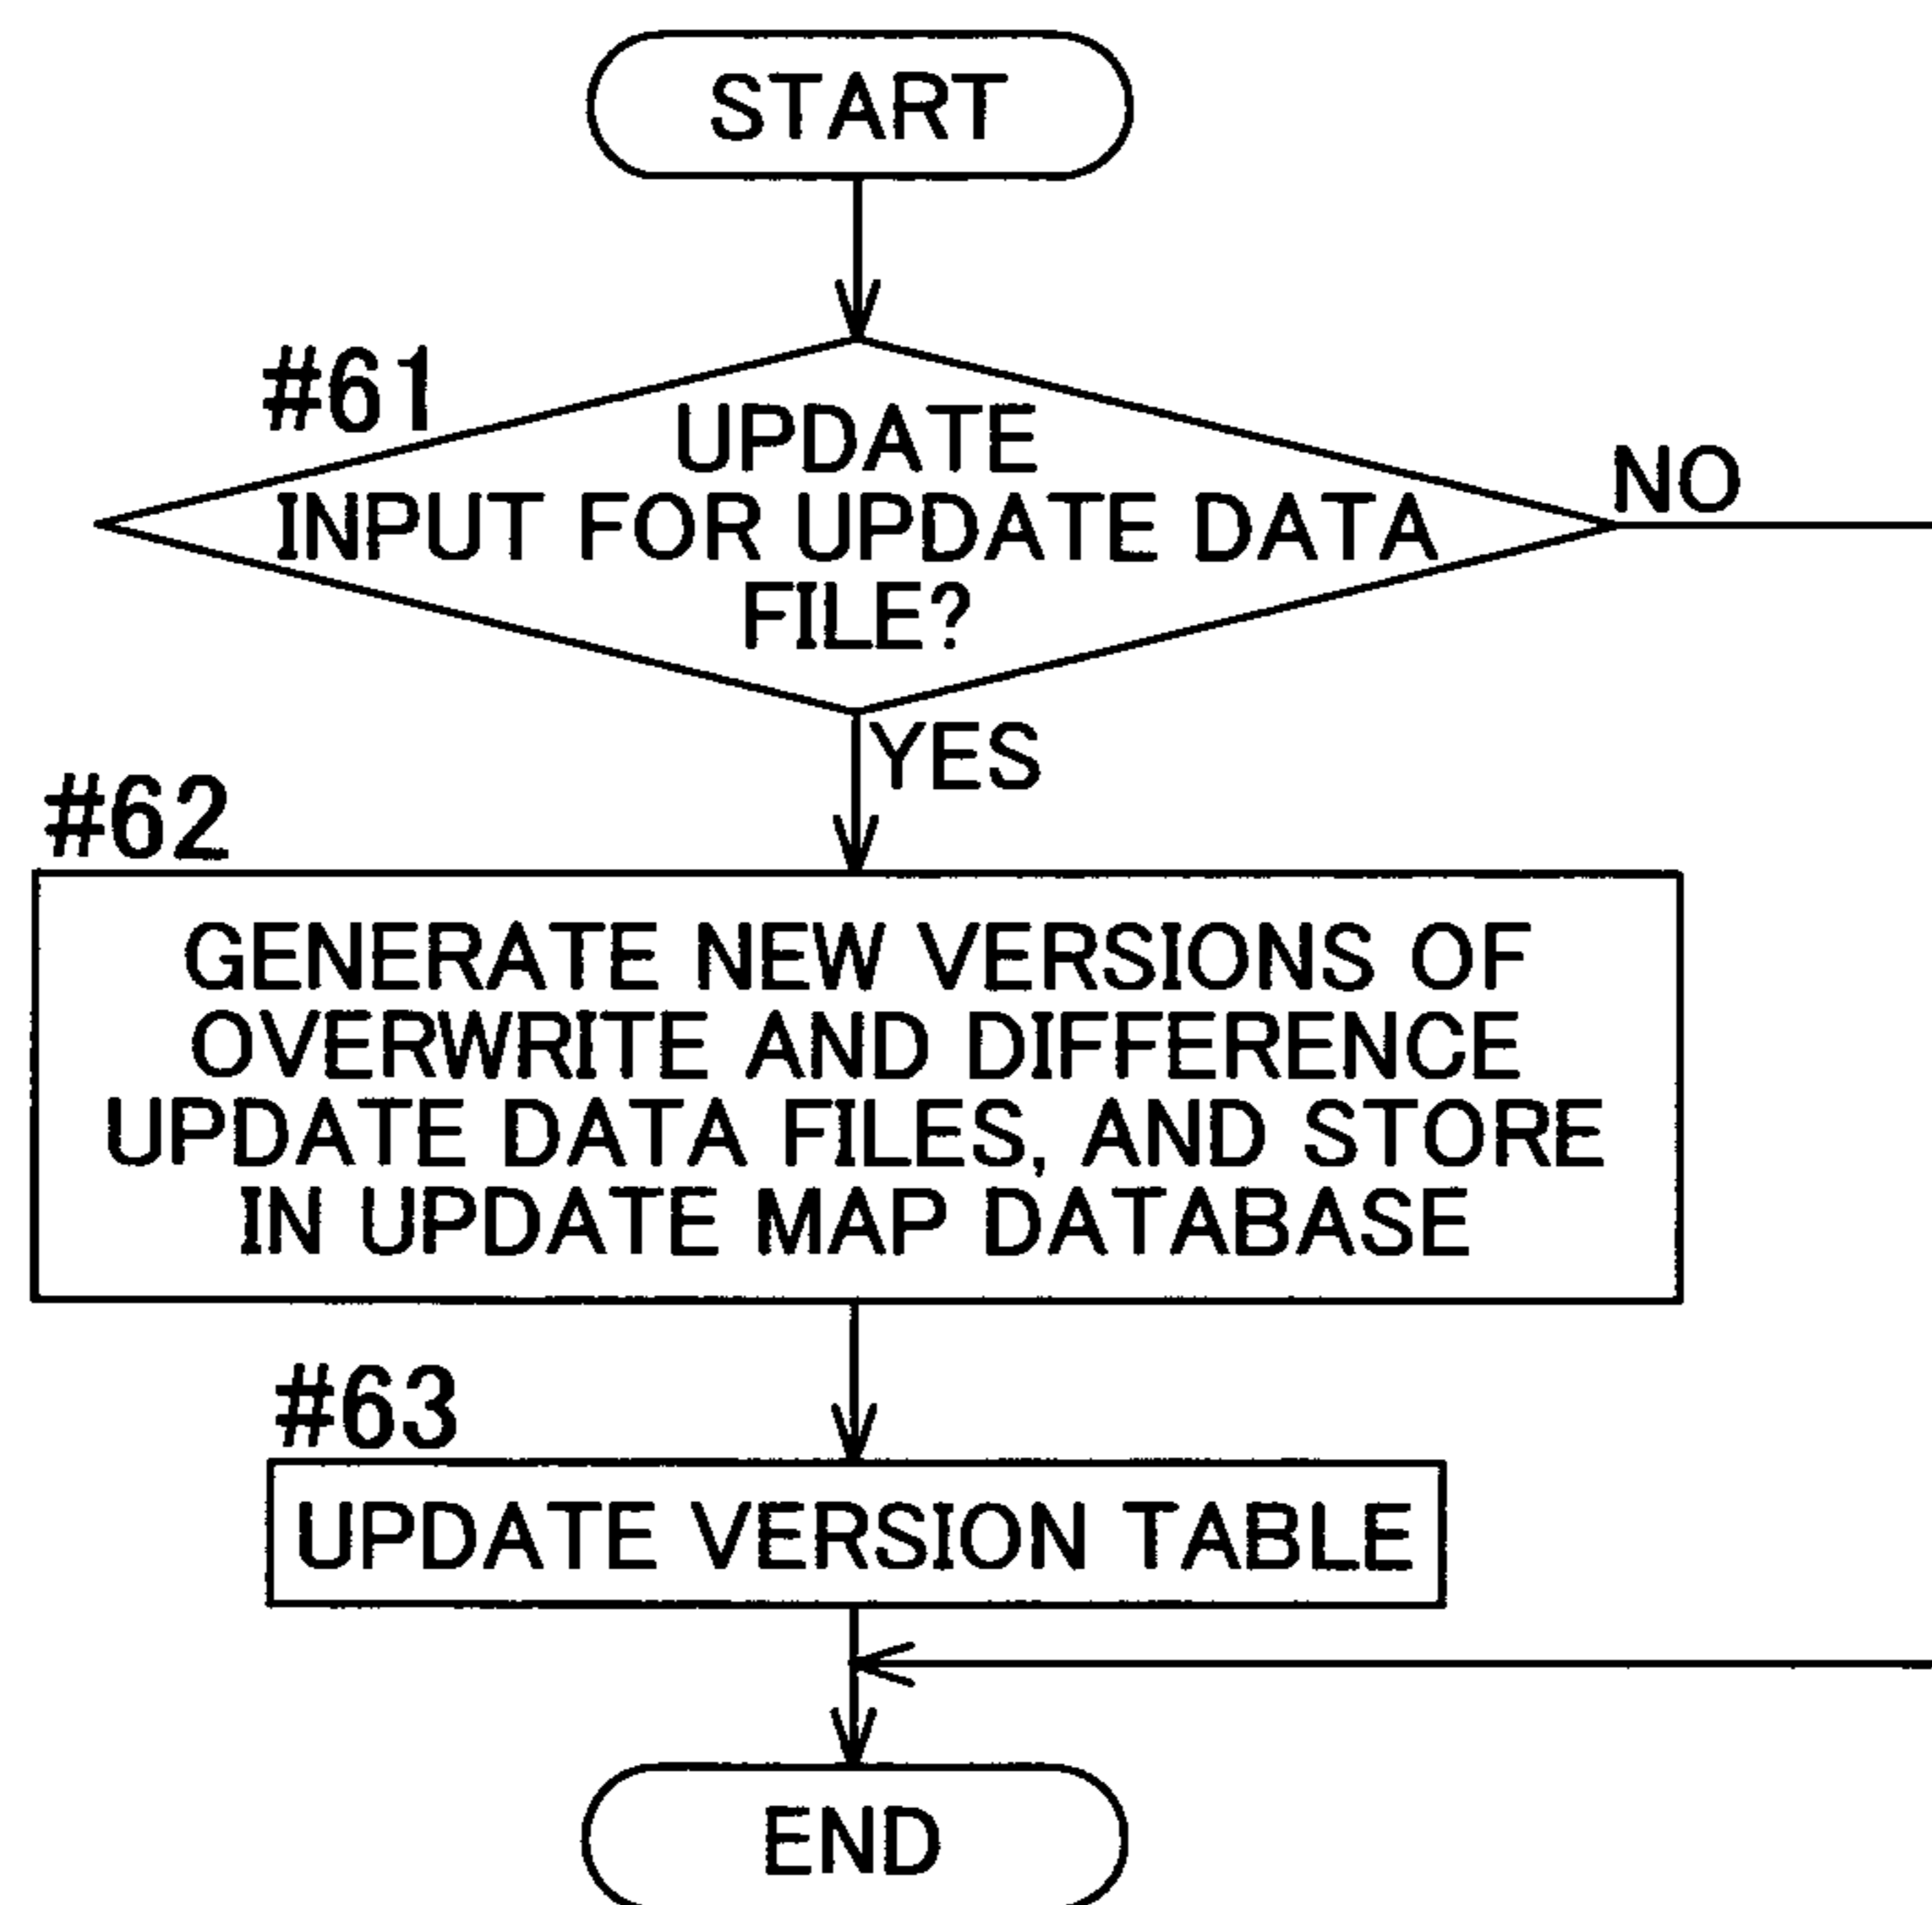 START
#61
UPDATE
INPUT FOR UPDATE DATA
FILE?
NO
YES
#62
GENERATE NEW VERSIONS OF
OVERWRITE AND DIFFERENCE
UPDATE DATA FILES, AND STORE
IN UPDATE MAP DATABASE
#63
UPDATE VERSION TABLE
END